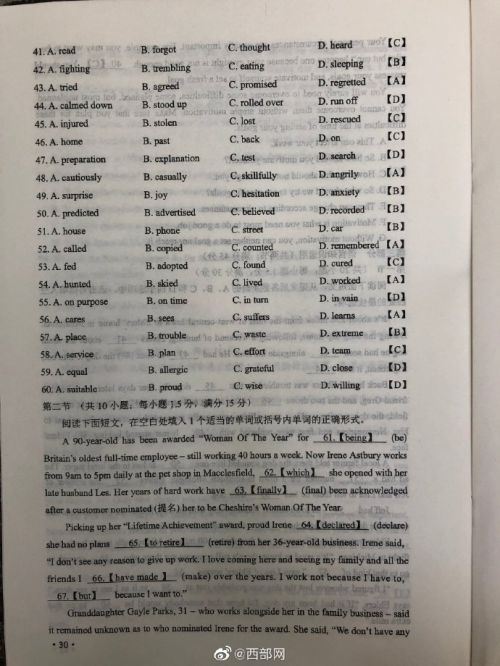 41. A. read B. forgot C. thought D. heard 【C】
42. A. fighting B. trembling C. eating D. sleeping 【B】
43. A. tried B. agreed C. promised D. regretted 【A】
44. A. calmed down B. stood up C. rolled over D. run off 【D】
45. A. injured B. stolen C. lost D. rescued 【C】
46. A. home B. past C. back D. on 【C】
47. A. preparation B. explanation C. test D. search 【D】
48. A. cautiously B. casually C. skillfully D. angrily 【A】
49. A. surprise B. joy C. hesitation D. anxiety 【B】
50. A. predicted B. advertised C. believed D. recorded 【B】
51. A. house B. phone C. street D. car 【B】
52. A. called B. copied C. counted D. remembered 【A】
53. A. fed B. adopted C. found D. cured 【C】
54. A. hunted B. skied C. lived D. worked 【A】
55. A. on purpose B. on time C. in turn D. in vain 【D】
56. A. cares B. sees C. suffers D. learns 【A】
57. A. place B. trouble C. waste D. extreme 【B】
58. A. service B. plan C. effort D. team 【C】
59. A. equal B. allergic C. grateful D. close 【D】
60. A. suitable B. proud C. wise D. willing 【D】
第二节 (共10小题;每小题1.5分,满分15分)
阅读下面短文,在空白处填入1个适当的单词或括号内单词的正确形式。
A 90-year-old has been awarded “Woman Of The Year” for 61.【being】 (be)
Britain's oldest full-time employee – still working 40 hours a week. Now Irene Astbury works
from 9am to 5pm daily at the pet shop in Macclesfield, 62.【which】 she opened with her
late husband Les. Her years of hard work have 63.【finally】 (final) been acknowledged
after a customer nominated (提名) her to be Cheshire's Woman Of The Year.
Picking up her “Lifetime Achievement” award, proud Irene 64.【declared】 (declare)
she had no plans 65.【to retire】 (retire) from her 36-year-old business. Irene said,
“I don't see any reason to give up work. I love coming here and seeing my family and all the
friends I 66.【have made】 (make) over the years. I work not because I have to,
67.【but】 because I want to.”
Granddaughter Gayle Parks, 31 – who works alongside her in the family business – said
it remained unknown as to who nominated Irene for the award. She said, “We don't have any
· 30 ·
@西部网